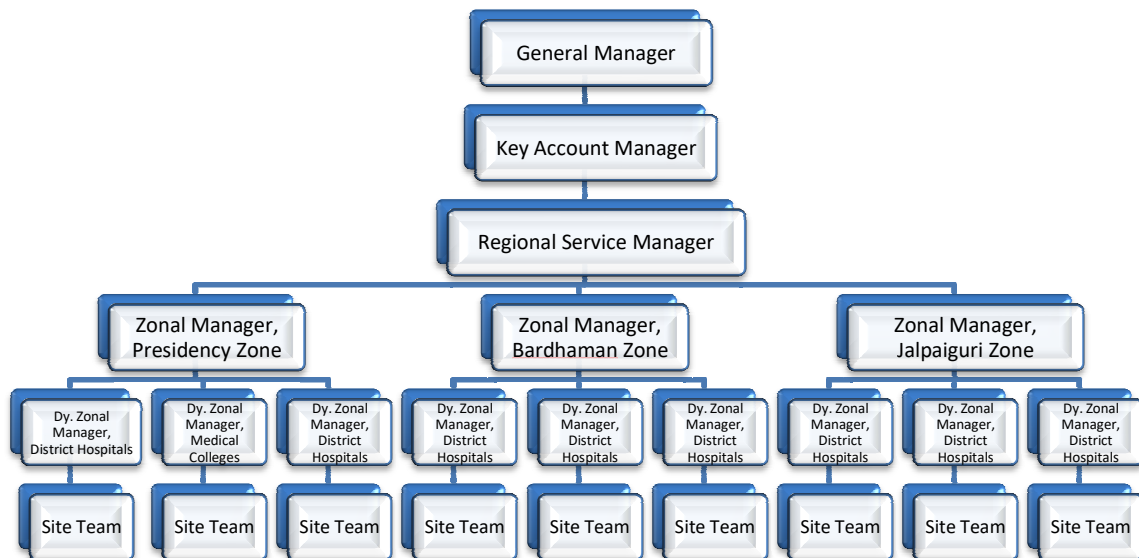 General Manager
Key Account Manager
Regional Service Manager
Zonal Manager,
Presidency Zone
Zonal Manager,
Bardhaman Zone
Zonal Manager,
Jalpaiguri Zone
Dy. Zonal
Manager,
District Hospitals
Dy. Zonal
Manager,
Medical
Colleges
Dy. Zonal
Manager,
District
Hospitals
Dy. Zonal
Manager,
District
Hospitals
Dy. Zonal
Manager,
District
Hospitals
Dy. Zonal
Manager,
District
Hospitals
Dy. Zonal
Manager,
District
Hospitals
Dy. Zonal
Manager,
District
Hospitals
Dy. Zonal
Manager,
District
Hospitals
Site Team
Site Team
Site Team
Site Team
Site Team
Site Team
Site Team
Site Team
Site Team